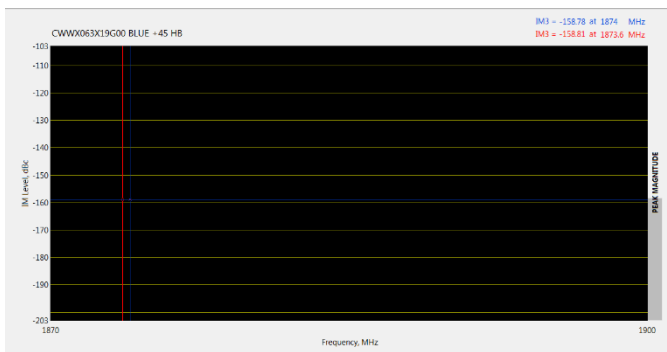 IM3 = -158.78 at 1874 MHz
CWWX063X19G00 BLUE +45 HB
IM3 = -158.81 at 1873.6 MHz
-103
-110
-120
-130
-140
-150
-160
-170
-180
-190
-203
IM Level, dBc
PEAK MAGNITUDE
1870
1900
Frequency, MHz